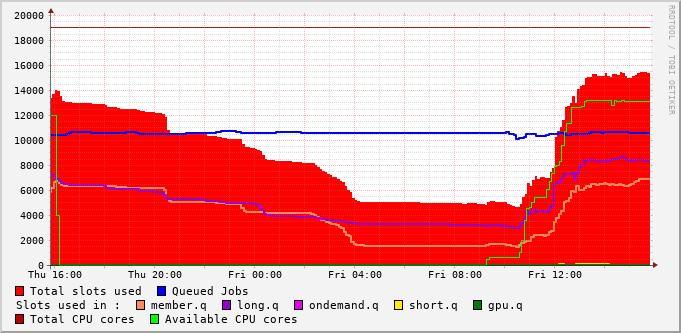 20000
18000
16000
14000
12000
10000
8000
6000
4000
2000
0
Thu 16:00 Thu 20:00 Fri 00:00 Fri 04:00 Fri 08:00 Fri 12:00
Total slots used Queued Jobs
Slots used in : member.q long.q ondemand.q short.q gpu.q
Total CPU cores Available CPU cores
RRDTOOL / TOBI OETIKER